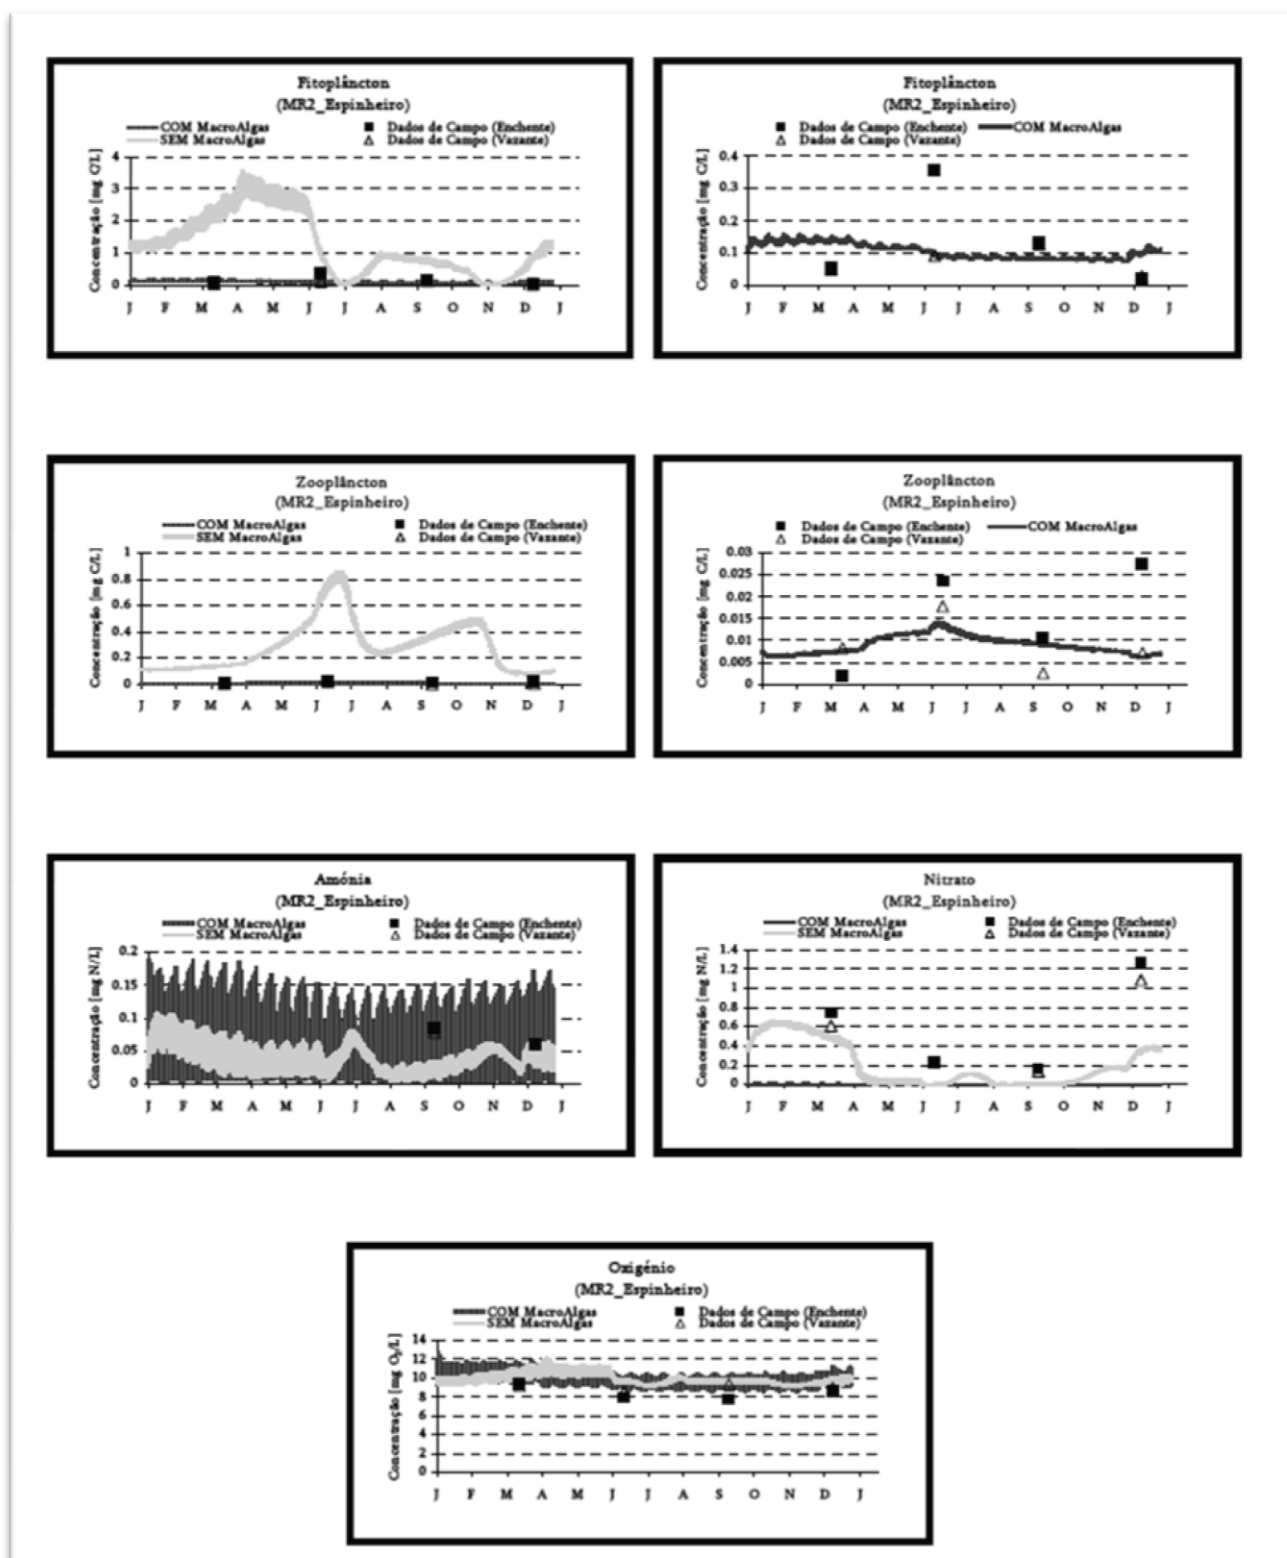 Fitoplâncton
(MR2_Espinheiro)
COM MacroAlgas Dados de Campo (Enchente)
SEM MacroAlgas Dados de Campo (Vazante)
Concentração [mg C/L]
4
3
2
1
0
J F M A M J J A S O N D J
Fitoplâncton
(MR2_Espinheiro)
Dados de Campo (Enchente) COM MacroAlgas
Dados de Campo (Vazante)
Concentração [mg C/L]
0.4
0.3
0.2
0.1
0
J F M A M J J A S O N D J
Zooplâncton
(MR2_Espinheiro)
COM MacroAlgas Dados de Campo (Enchente)
SEM MacroAlgas Dados de Campo (Vazante)
Concentração [mg C/L]
1
0.8
0.6
0.4
0.2
0
J F M A M J J A S O N D J
Zooplâncton
(MR2_Espinheiro)
Dados de Campo (Enchente) COM MacroAlgas
Dados de Campo (Vazante)
Concentração [mg C/L]
0.03
0.025
0.02
0.015
0.01
0.005
0
J F M A M J J A S O N D J
Amónia
(MR2_Espinheiro)
COM MacroAlgas Dados de Campo (Enchente)
SEM MacroAlgas Dados de Campo (Vazante)
Concentração [mg N/L]
0.2
0.15
0.1
0.05
0
J F M A M J J A S O N D J
Nitrato
(MR2_Espinheiro)
COM MacroAlgas Dados de Campo (Enchente)
SEM MacroAlgas Dados de Campo (Vazante)
Concentração [mg N/L]
1.4
1.2
1
0.8
0.6
0.4
0.2
0
J F M A M J J A S O N D J
Oxigénio
(MR2_Espinheiro)
COM MacroAlgas Dados de Campo (Enchente)
SEM MacroAlgas Dados de Campo (Vazante)
Concentração [mg O₂/L]
14
12
10
8
6
4
2
0
J F M A M J J A S O N D J